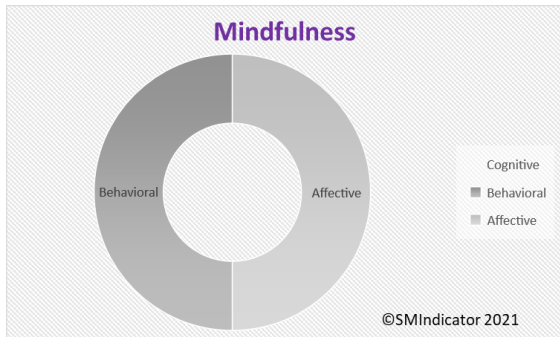 Mindfulness
Behavioral
Affective
Cognitive
Behavioral
Affective
©SMIndicator 2021